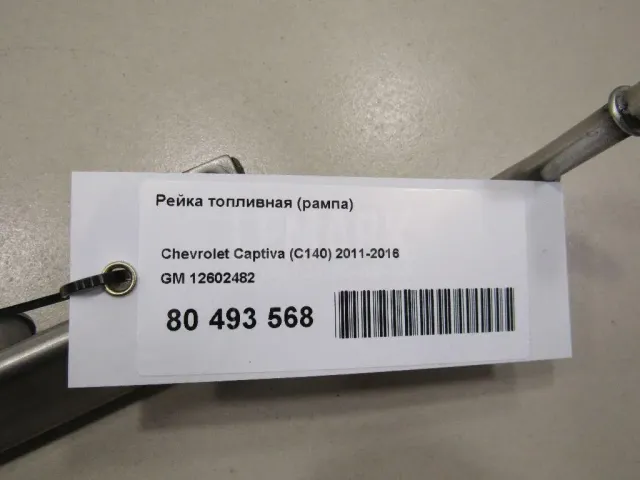 Рейка топливная (рампа)
Chevrolet Captiva (C140) 2011-2016
GM 12602482
80 493 568